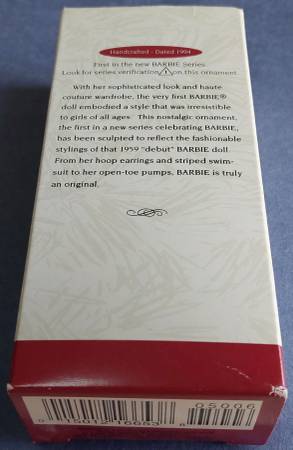 Handcrafted - Dated 1994
First in the new BARBIE Series.
Look for series verification 1 on this ornament.
With her sophisticated look and haute
couture wardrobe, the very first BARBIE®
doll embodied a style that was irresistible
to girls of all ages. This nostalgic ornament,
the first in a new series celebrating BARBIE,
has been sculpted to reflect the fashionable
stylings of that 1959 "debut" BARBIE doll.
From her hoop earrings and striped swim-
suit to her open-toe pumps, BARBIE is truly
an original.
05006